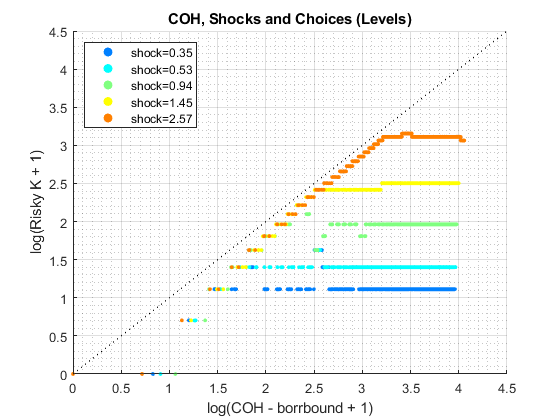 COH, Shocks and Choices (Levels)
4.5
4
3.5
3
2.5
2
1.5
1
0.5
0
log(Risky K + 1)
shock=0.35
shock=0.53
shock=0.94
shock=1.45
shock=2.57
0 0.5 1 1.5 2 2.5 3 3.5 4 4.5
log(COH - borrbound + 1)